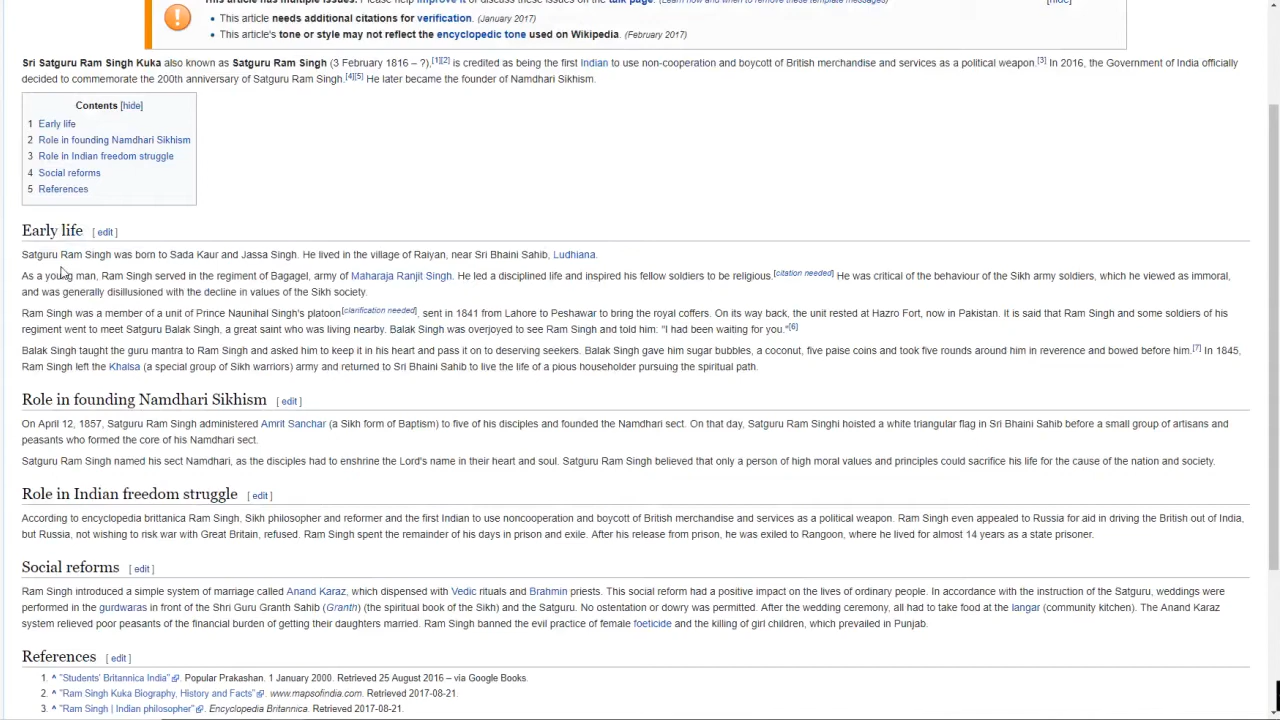 This article has multiple issues. Please help improve it or discuss these issues on the talk page. (Learn how and when to remove these template messages) [hide]
• This article needs additional citations for verification. (January 2017)
• This article's tone or style may not reflect the encyclopedic tone used on Wikipedia. (February 2017)
Sri Satguru Ram Singh Kuka also known as Satguru Ram Singh (3 February 1816 – ?),[1][2] is credited as being the first Indian to use non-cooperation and boycott of British merchandise and services as a political weapon.[3] In 2016, the Government of India officially
decided to commemorate the 200th anniversary of Satguru Ram Singh.[4][5] He later became the founder of Namdhari Sikhism.
Contents [hide]
1 Early life
2 Role in founding Namdhari Sikhism
3 Role in Indian freedom struggle
4 Social reforms
5 References
Early life [ edit ]
Satguru Ram Singh was born to Sada Kaur and Jassa Singh. He lived in the village of Raiyan, near Sri Bhaini Sahib, Ludhiana.
As a young man, Ram Singh served in the regiment of Bagagel, army of Maharaja Ranjit Singh. He led a disciplined life and inspired his fellow soldiers to be religious.[citation needed] He was critical of the behaviour of the Sikh army soldiers, which he viewed as immoral,
and was generally disillusioned with the decline in values of the Sikh society.
Ram Singh was a member of a unit of Prince Naunihal Singh's platoon[clarification needed], sent in 1841 from Lahore to Peshawar to bring the royal coffers. On its way back, the unit rested at Hazro Fort, now in Pakistan. it is said that Ram Singh and some soldiers of his
regiment went to meet Satguru Balak Singh, a great saint who was living nearby. Balak Singh was overjoyed to see Ram Singh and told him: "I had been waiting for you."[6]
Balak Singh taught the guru mantra to Ram Singh and asked him to keep it in his heart and pass it on to deserving seekers. Balak Singh gave him sugar bubbles, a coconut, five paise coins and took five rounds around him in reverence and bowed before him.[7] In 1845,
Ram Singh left the Khalsa (a special group of Sikh warriors) army and returned to Sri Bhaini Sahib to live the life of a pious householder pursuing the spiritual path.
Role in founding Namdhari Sikhism [ edit ]
On April 12, 1857, Satguru Ram Singh administered Amrit Sanchar (a Sikh form of Baptism) to five of his disciples and founded the Namdhari sect. On that day, Satguru Ram Singhi hoisted a white triangular flag in Sri Bhaini Sahib before a small group of artisans and
peasants who formed the core of his Namdhari sect.
Satguru Ram Singh named his sect Namdhari, as the disciples had to enshrine the Lord's name in their heart and soul. Satguru Ram Singh believed that only a person of high moral values and principles could sacrifice his life for the cause of the nation and society.
Role in Indian freedom struggle [ edit ]
According to encyclopedia brittanica Ram Singh, Sikh philosopher and reformer and the first Indian to use noncooperation and boycott of British merchandise and services as a political weapon. Ram Singh even appealed to Russia for aid in driving the British out of India,
but Russia, not wishing to risk war with Great Britain, refused. Ram Singh spent the remainder of his days in prison and exile. After his release from prison, he was exiled to Rangoon, where he lived for almost 14 years as a state prisoner.
Social reforms [ edit ]
Ram Singh introduced a simple system of marriage called Anand Karaz, which dispensed with Vedic rituals and Brahmin priests. This social reform had a positive impact on the lives of ordinary people. In accordance with the instruction of the Satguru, weddings were
performed in the gurdwaras in front of the Shri Guru Granth Sahib (Granth) (the spiritual book of the Sikh) and the Satguru. No ostentation or dowry was permitted. After the wedding ceremony, all had to take food at the langar (community kitchen). The Anand Karaz
system relieved poor peasants of the financial burden of getting their daughters married. Ram Singh banned the evil practice of female foeticide and the killing of girl children, which prevailed in Punjab.
References [ edit ]
1. ^ "Students' Britannica India". Popular Prakashan. 1 January 2000. Retrieved 25 August 2016 – via Google Books.
2. ^ "Ram Singh Kuka Biography, History and Facts". www.mapsofindia.com. Retrieved 2017-08-21.
3. ^ "Ram Singh | Indian philosopher". Encyclopedia Britannica. Retrieved 2017-08-21.